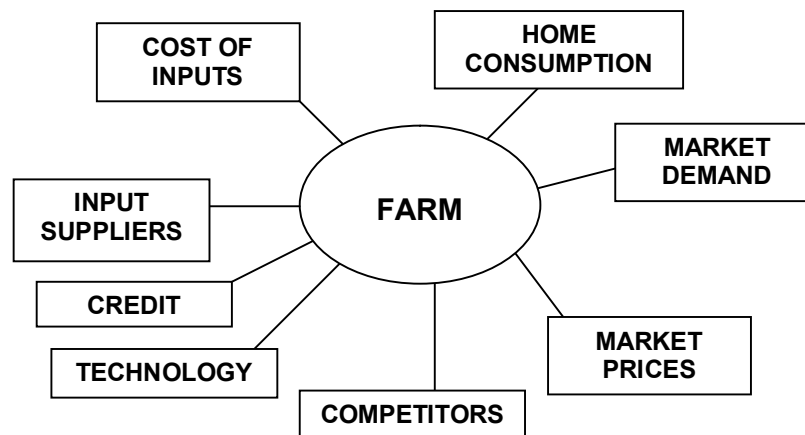 COST OF
INPUTS
HOME
CONSUMPTION
MARKET
DEMAND
INPUT
SUPPLIERS
FARM
CREDIT
TECHNOLOGY
MARKET
PRICES
COMPETITORS